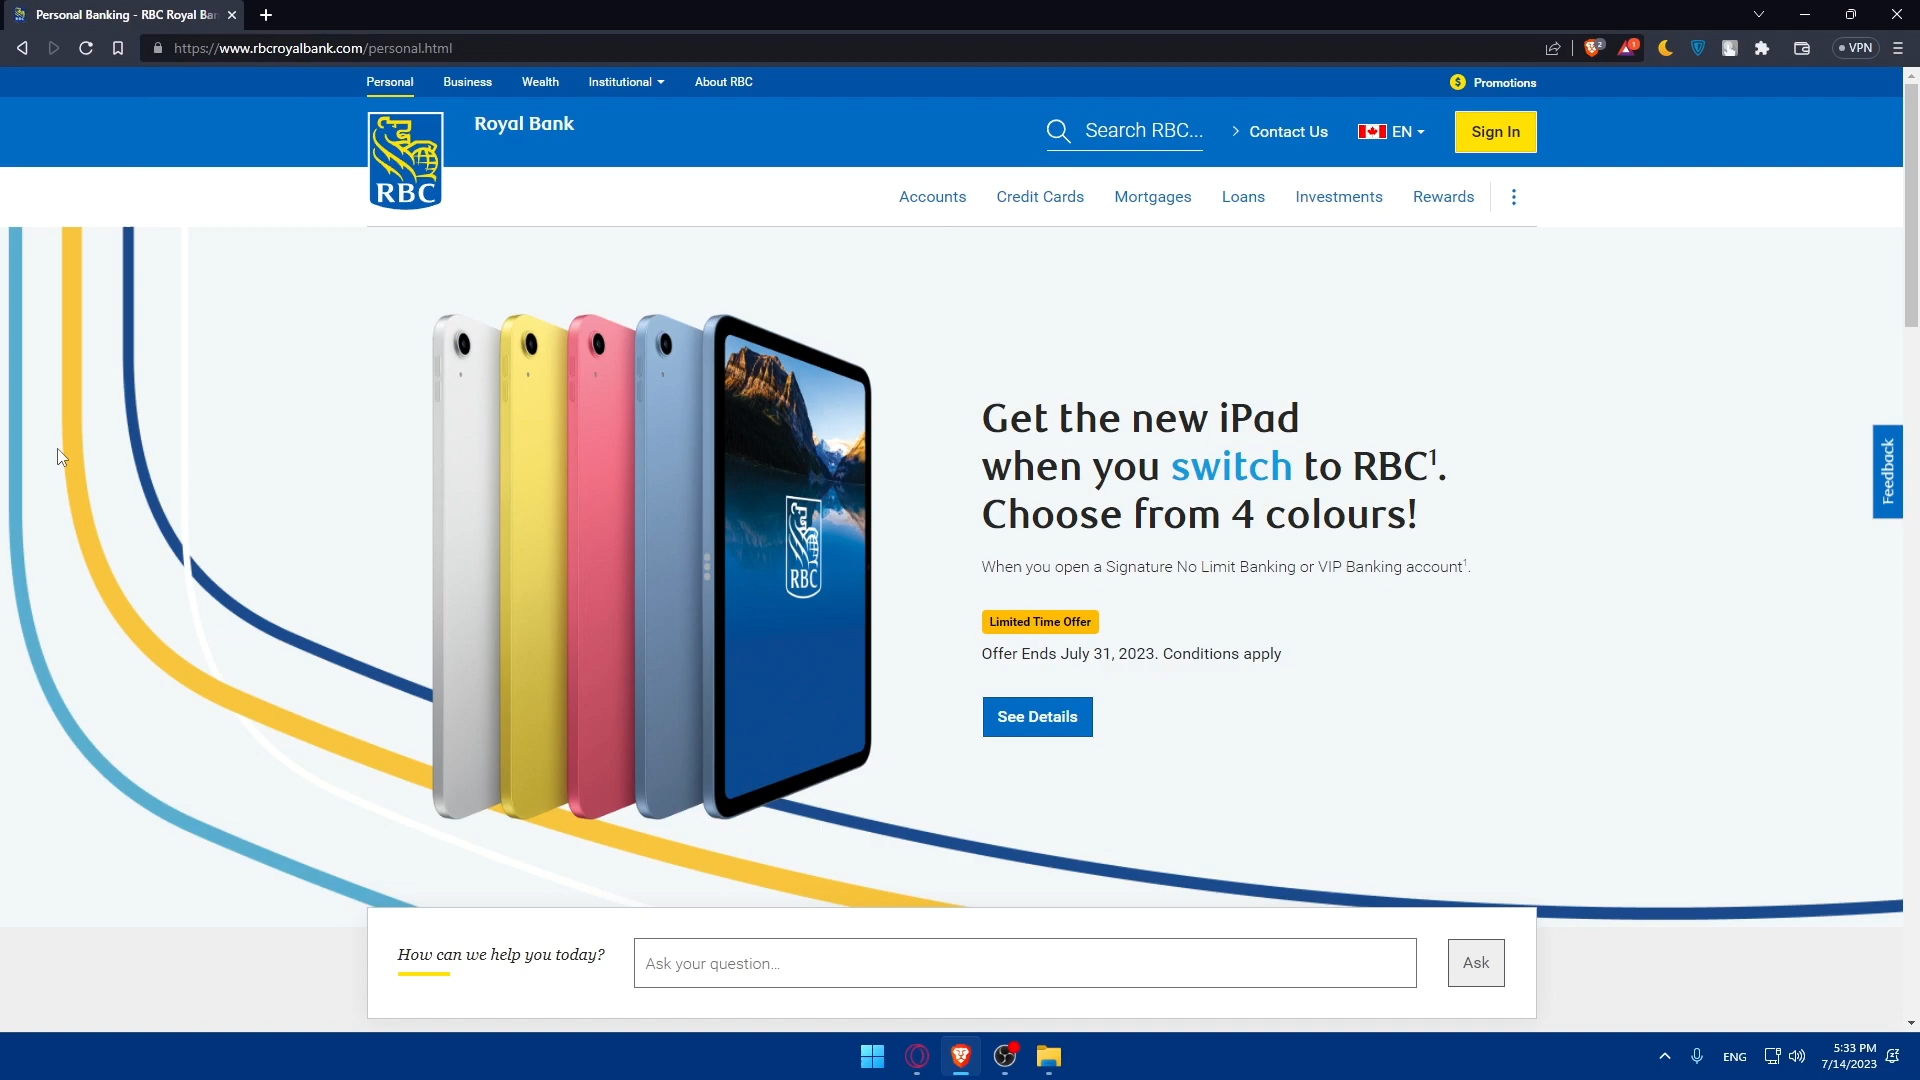 Personal Banking - RBC Royal Ban
https://www.rbcroyalbank.com/personal.html
2
1
VPN
Personal
Business
Wealth
Institutional
About RBC
$ Promotions
RBC
Royal Bank
Search RBC...
Contact Us
EN
Sign In
Accounts
Credit Cards
Mortgages
Loans
Investments
Rewards
RBC
Get the new iPad
when you switch to RBC¹.
Choose from 4 colours!
When you open a Signature No Limit Banking or VIP Banking account¹.
Limited Time Offer
Offer Ends July 31, 2023. Conditions apply
See Details
Feedback
How can we help you today?
Ask your question...
Ask
ENG
5:33 PM
7/14/2023